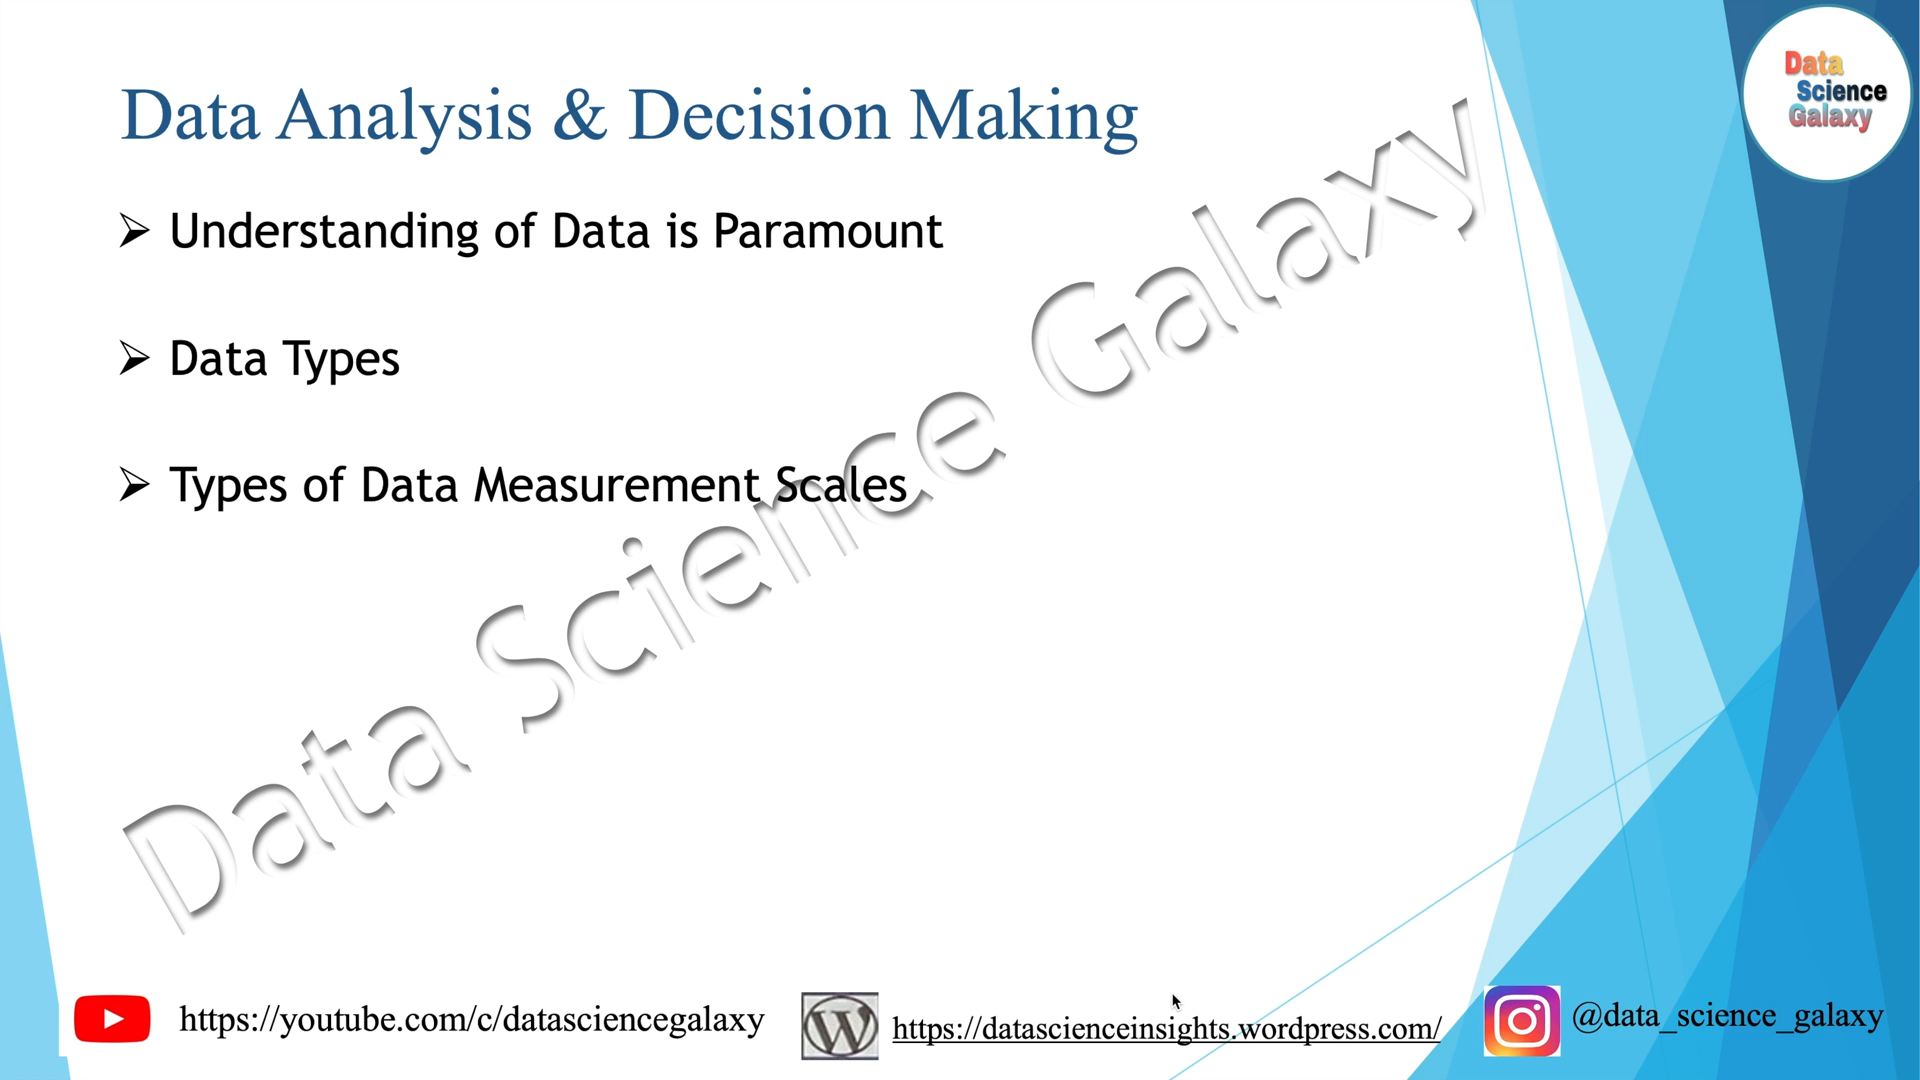 Data Analysis & Decision Making
Data
Science
Galaxy
➢ Understanding of Data is Paramount
➢ Data Types
➢ Types of Data Measurement Scales
Data Science Galaxy
https://youtube.com/c/datasciencegalaxy
https://datascienceinsights.wordpress.com/
@data_science_galaxy